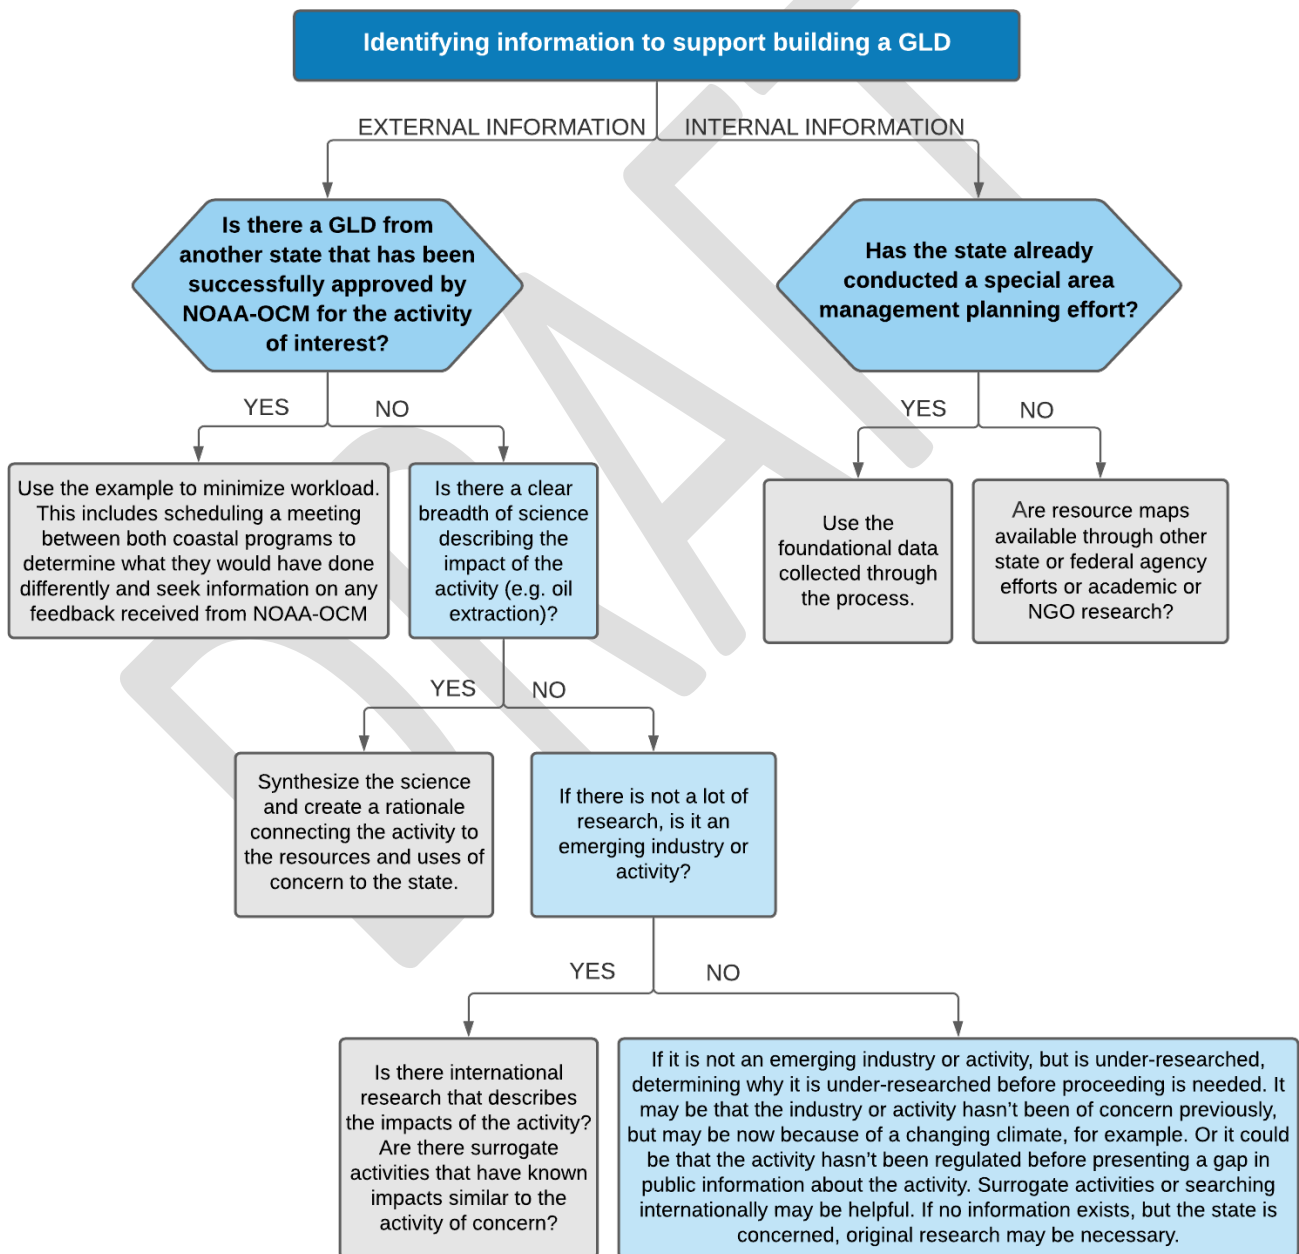 Identifying information to support building a GLD
EXTERNAL INFORMATION
INTERNAL INFORMATION
Is there a GLD from
another state that has been
successfully approved by
NOAA-OCM for the activity
of interest?
Has the state already
conducted a special area
management planning effort?
YES
NO
YES
NO
Use the example to minimize workload.
This includes scheduling a meeting
between both coastal programs to
determine what they would have done
differently and seek information on any
feedback received from NOAA-OCM
Is there a clear
breadth of science
describing the
impact of the
activity (e.g. oil
extraction)?
Use the
foundational data
collected through
the process.
Are resource maps
available through other
state or federal agency
efforts or academic or
NGO research?
YES
NO
Synthesize the science
and create a rationale
connecting the activity to
the resources and uses of
concern to the state.
If there is not a lot of
research, is it an
emerging industry or
activity?
YES
NO
Is there international
research that describes
the impacts of the activity?
Are there surrogate
activities that have known
impacts similar to the
activity of concern?
If it is not an emerging industry or activity, but is under-researched,
determining why it is under-researched before proceeding is needed. It
may be that the industry or activity hasn’t been of concern previously,
but may be now because of a changing climate, for example. Or it could
be that the activity hasn’t been regulated before presenting a gap in
public information about the activity. Surrogate activities or searching
internationally may be helpful. If no information exists, but the state is
concerned, original research may be necessary.
DRAFT